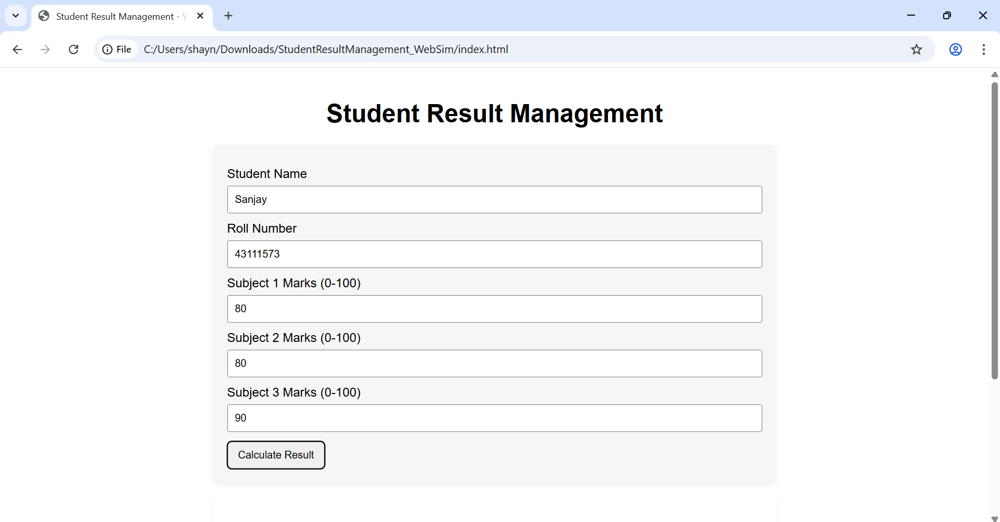 Student Result Management -
File
C:/Users/shayn/Downloads/StudentResultManagement_WebSim/index.html
Student Result Management
Student Name
Sanjay
Roll Number
43111573
Subject 1 Marks (0-100)
80
Subject 2 Marks (0-100)
80
Subject 3 Marks (0-100)
90
Calculate Result